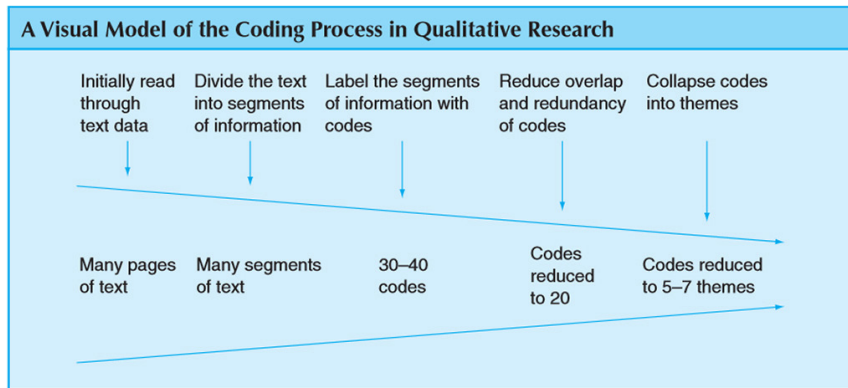 A Visual Model of the Coding Process in Qualitative Research
Initially read
through
text data
Divide the text
into segments
of information
Label the segments
of information with
codes
Reduce overlap
and redundancy
of codes
Collapse codes
into themes
Many pages
of text
Many segments
of text
30–40
codes
Codes
reduced
to 20
Codes reduced
to 5–7 themes